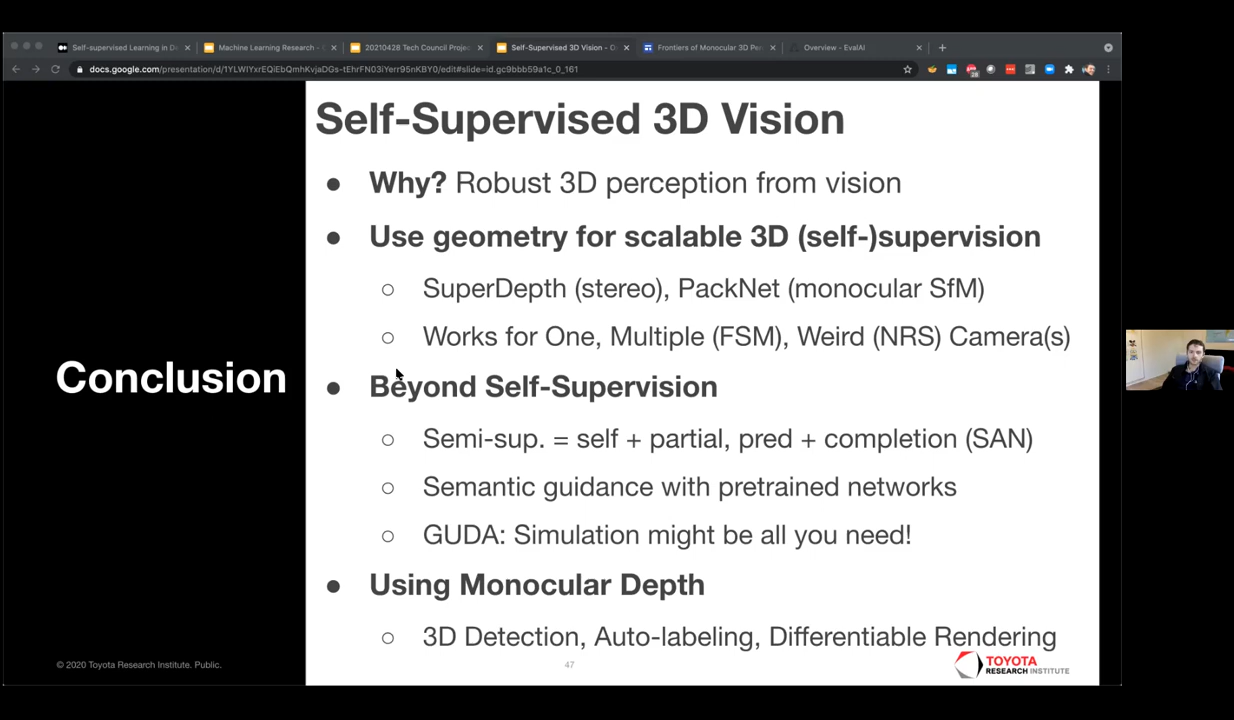 Self-supervised Learning in De
Machine Learning Research -
20210428 Tech Council Projec
Self-Supervised 3D Vision - G
Frontiers of Monocular 3D Per
Overview - EvalAI
docs.google.com/presentation/d/1YLWIYxrEQiEbQmhKvjaDGs-tEhrFN03iYerr95nKBY0/edit#slide=id.gc9bbb59a1c_0_161
Conclusion
Self-Supervised 3D Vision
● Why? Robust 3D perception from vision
● Use geometry for scalable 3D (self-)supervision
○ SuperDepth (stereo), PackNet (monocular SfM)
○ Works for One, Multiple (FSM), Weird (NRS) Camera(s)
● Beyond Self-Supervision
○ Semi-sup. = self + partial, pred + completion (SAN)
○ Semantic guidance with pretrained networks
○ GUDA: Simulation might be all you need!
● Using Monocular Depth
○ 3D Detection, Auto-labeling, Differentiable Rendering
© 2020 Toyota Research Institute. Public.
47
TOYOTA
RESEARCH INSTITUTE